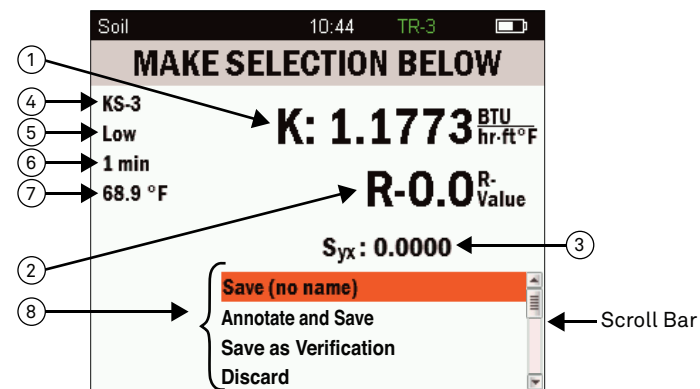 Soil 10:44 TR-3
MAKE SELECTION BELOW
1
4 KS-3
K: 1.1773 BTU
hr·ft°F
5 Low
6 1 min
7 68.9 °F
R-0.0 R-
Value
2
Syx: 0.0000 3
8
Save (no name)
Annotate and Save
Scroll Bar
Save as Verification
Discard